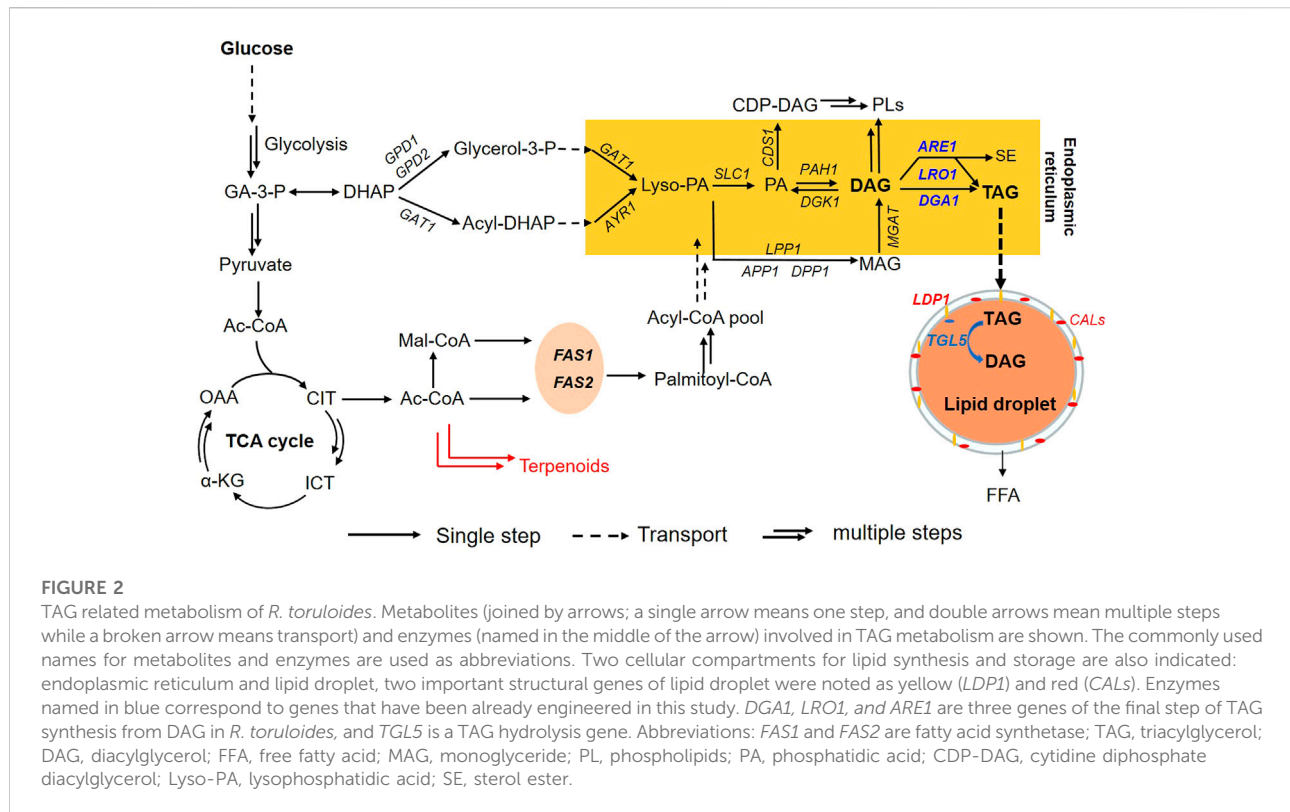 Glucose
Glycolysis
GA-3-P
DHAP
GPD1
GPD2
GAT1
Glycerol-3-P
Acyl-DHAP
GAT1
AYR1
Lyso-PA
SLC1
PA
CDS1
CDP-DAG
PLs
PAH1
DGK1
DAG
ARE1
LRO1
DGA1
SE
TAG
MGAT
LPP1
APP1 DPP1
MAG
Endoplasmic
reticulum
Pyruvate
Ac-CoA
OAA
CIT
TCA cycle
α-KG
ICT
Mal-CoA
Ac-CoA
FAS1
FAS2
Terpenoids
Palmitoyl-CoA
Acyl-CoA pool
LDP1
CALs
TAG
TGL5
DAG
Lipid droplet
FFA
Single step
Transport
multiple steps
FIGURE 2
TAG related metabolism of R. toruloides. Metabolites (joined by arrows; a single arrow means one step, and double arrows mean multiple steps
while a broken arrow means transport) and enzymes (named in the middle of the arrow) involved in TAG metabolism are shown. The commonly used
names for metabolites and enzymes are used as abbreviations. Two cellular compartments for lipid synthesis and storage are also indicated:
endoplasmic reticulum and lipid droplet, two important structural genes of lipid droplet were noted as yellow (LDP1) and red (CALs). Enzymes
named in blue correspond to genes that have been already engineered in this study. DGA1, LRO1, and ARE1 are three genes of the final step of TAG
synthesis from DAG in R. toruloides, and TGL5 is a TAG hydrolysis gene. Abbreviations: FAS1 and FAS2 are fatty acid synthetase; TAG, triacylglycerol;
DAG, diacylglycerol; FFA, free fatty acid; MAG, monoglyceride; PL, phospholipids; PA, phosphatidic acid; CDP-DAG, cytidine diphosphate
diacylglycerol; Lyso-PA, lysophosphatidic acid; SE, sterol ester.